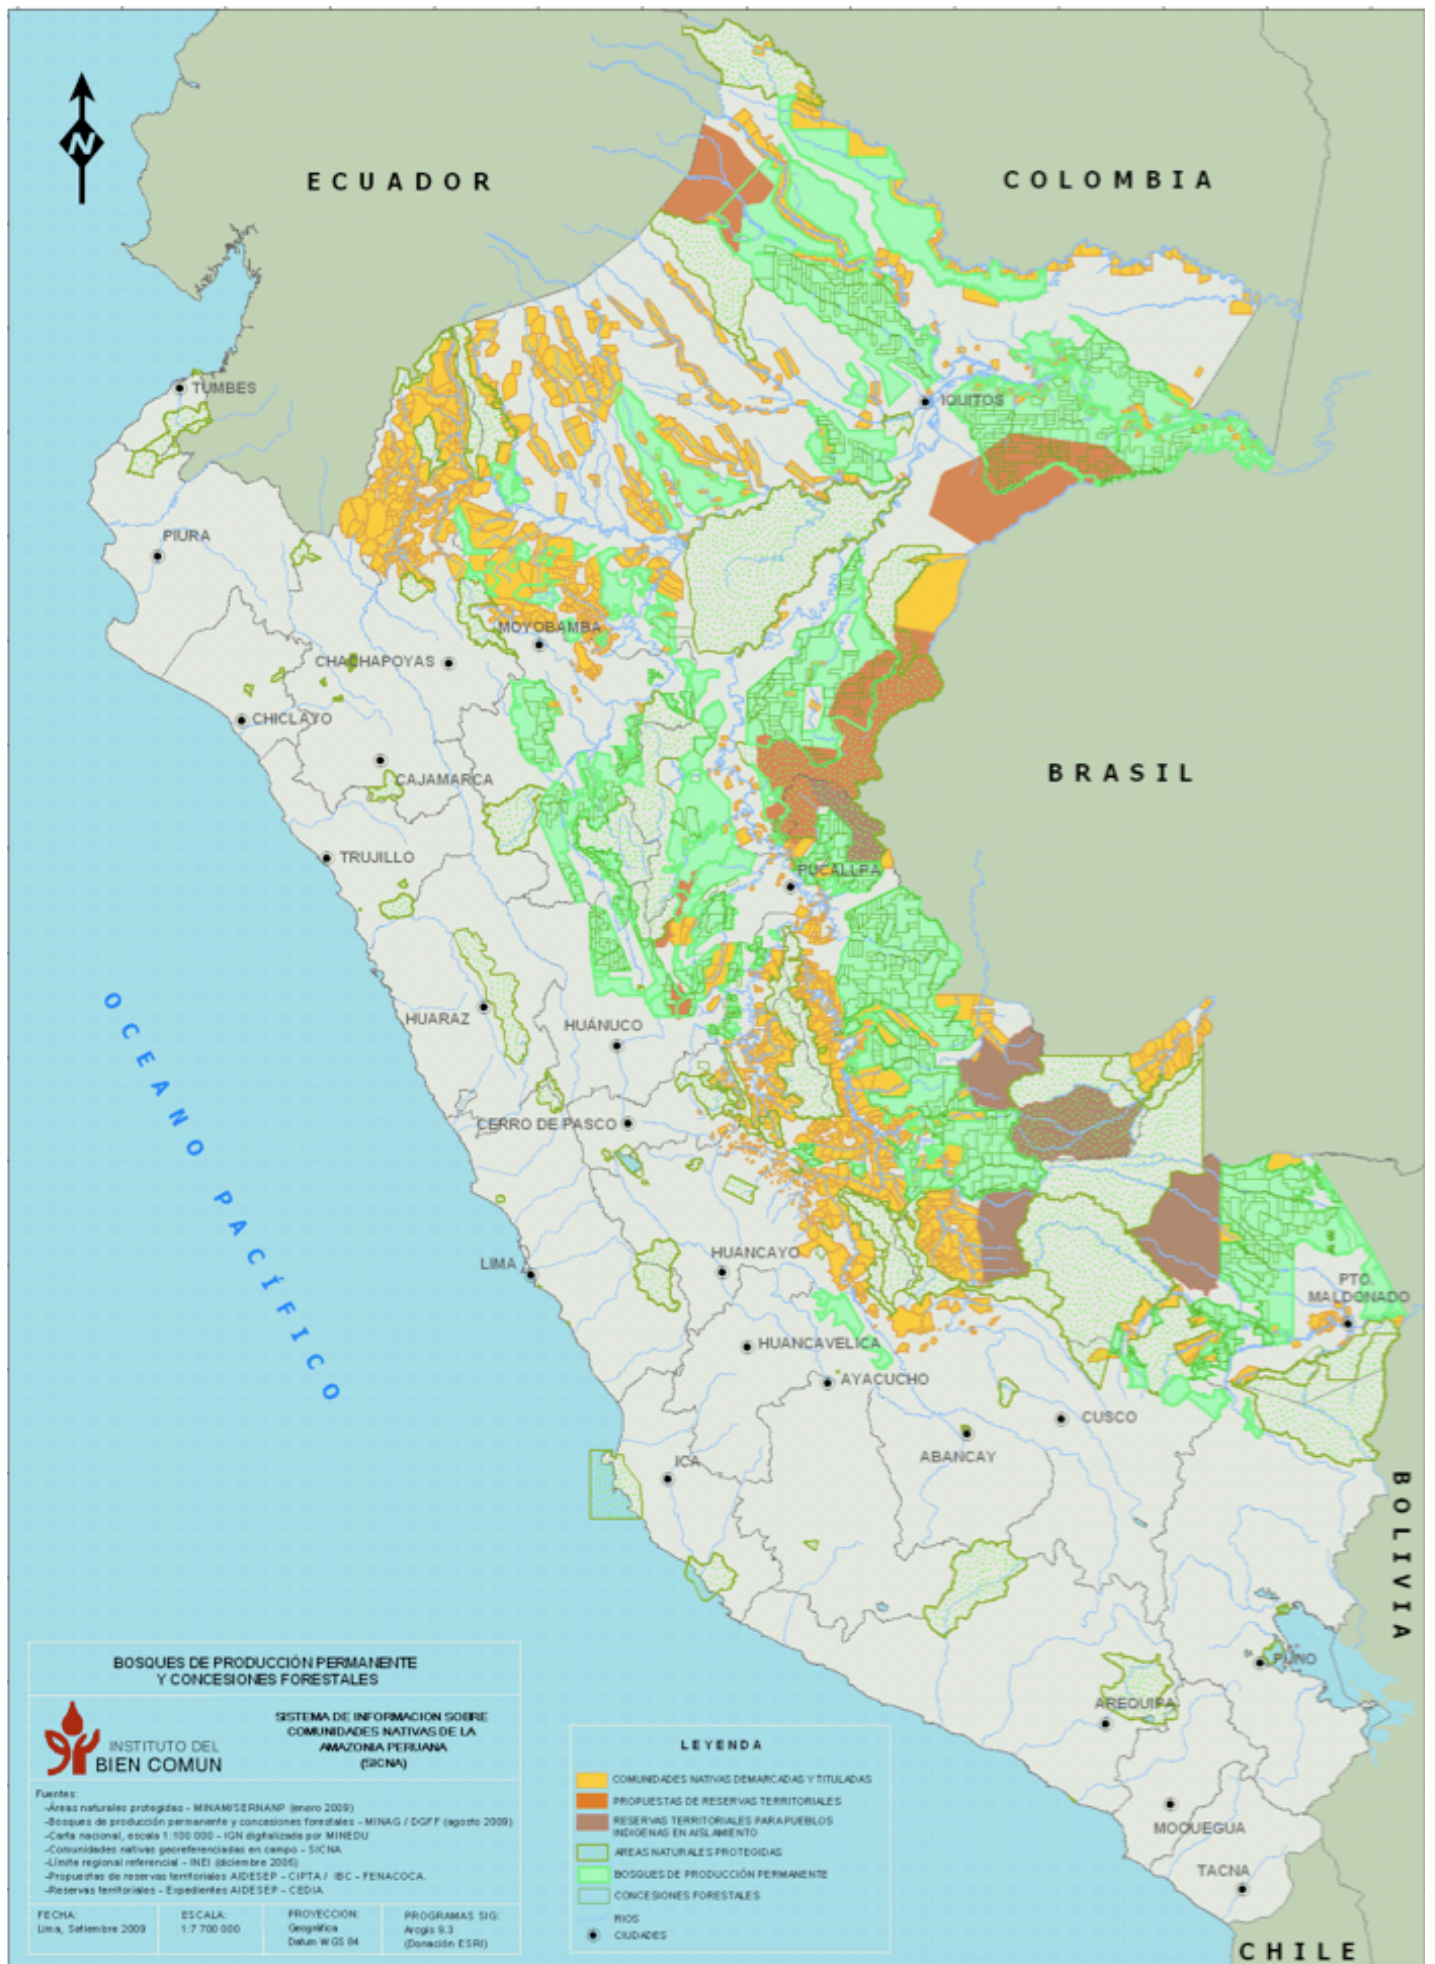 N
ECUADOR
COLOMBIA
TUMBES
IQUITOS
PIURA
MOYOBAMBA
CHACHAPOYAS
CHICLAYO
CAJAMARCA
BRASIL
TRUJILLO
PUCALLPA
OCEANO PACÍFICO
HUARAZ
HUÁNUCO
CERRO DE PASCO
LIMA
HUANCAYO
PTO.
MALDONADO
HUANCAVELICA
AYACUCHO
CUSCO
ABANCAY
ICA
BOLIVIA
PUNO
AREQUIPA
MOQUEGUA
TACNA
CHILE
BOSQUES DE PRODUCCIÓN PERMANENTE
Y CONCESIONES FORESTALES
INSTITUTO DEL
BIEN COMUN
SISTEMA DE INFORMACION SOBRE
COMUNIDADES NATIVAS DE LA
AMAZONIA PERUANA
(SICNA)
Fuentes:
-Áreas naturales protegidas - MINAM/SERNANP (enero 2009)
-Bosques de producción permanente y concesiones forestales - MINAG / DGFF (agosto 2009)
-Carta nacional, escala 1:100 000 - IGN digitalizado por MINEDU
-Comunidades nativas georeferenciadas en campo - SICNA
-Límite regional referencial - INEI (diciembre 2006)
-Propuestas de reservas territoriales AIDESEP - CIPTA / IBC - FENACOCA.
-Reservas territoriales - Expedientes AIDESEP - CEDIA
FECHA:
Lima, Setiembre 2009
ESCALA:
1:7 700 000
PROYECCIÓN:
Geográfica
Datum WGS 84
PROGRAMAS SIG:
Arcgis 9.3
(Donación ESRI)
LEYENDA
COMUNIDADES NATIVAS DEMARCADAS Y TITULADAS
PROPUESTAS DE RESERVAS TERRITORIALES
RESERVAS TERRITORIALES PARA PUEBLOS
INDIGENAS EN AISLAMIENTO
AREAS NATURALES PROTEGIDAS
BOSQUES DE PRODUCCIÓN PERMANENTE
CONCESIONES FORESTALES
RIOS
CIUDADES